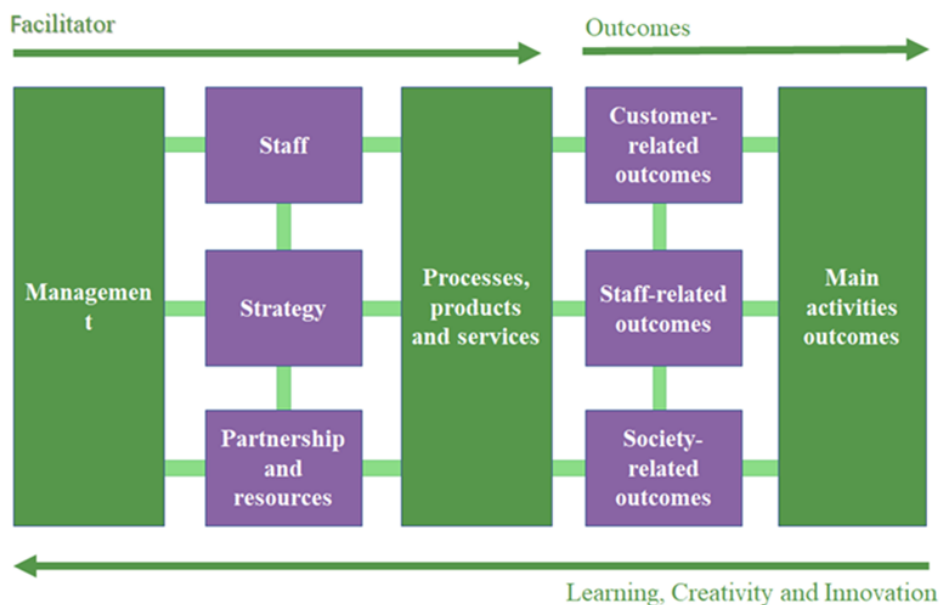 Facilitator
Outcomes
Managemen
t
Staff
Strategy
Partnership
and
resources
Processes,
products
and services
Customer-
related
outcomes
Staff-related
outcomes
Society-
related
outcomes
Main
activities
outcomes
Learning, Creativity and Innovation